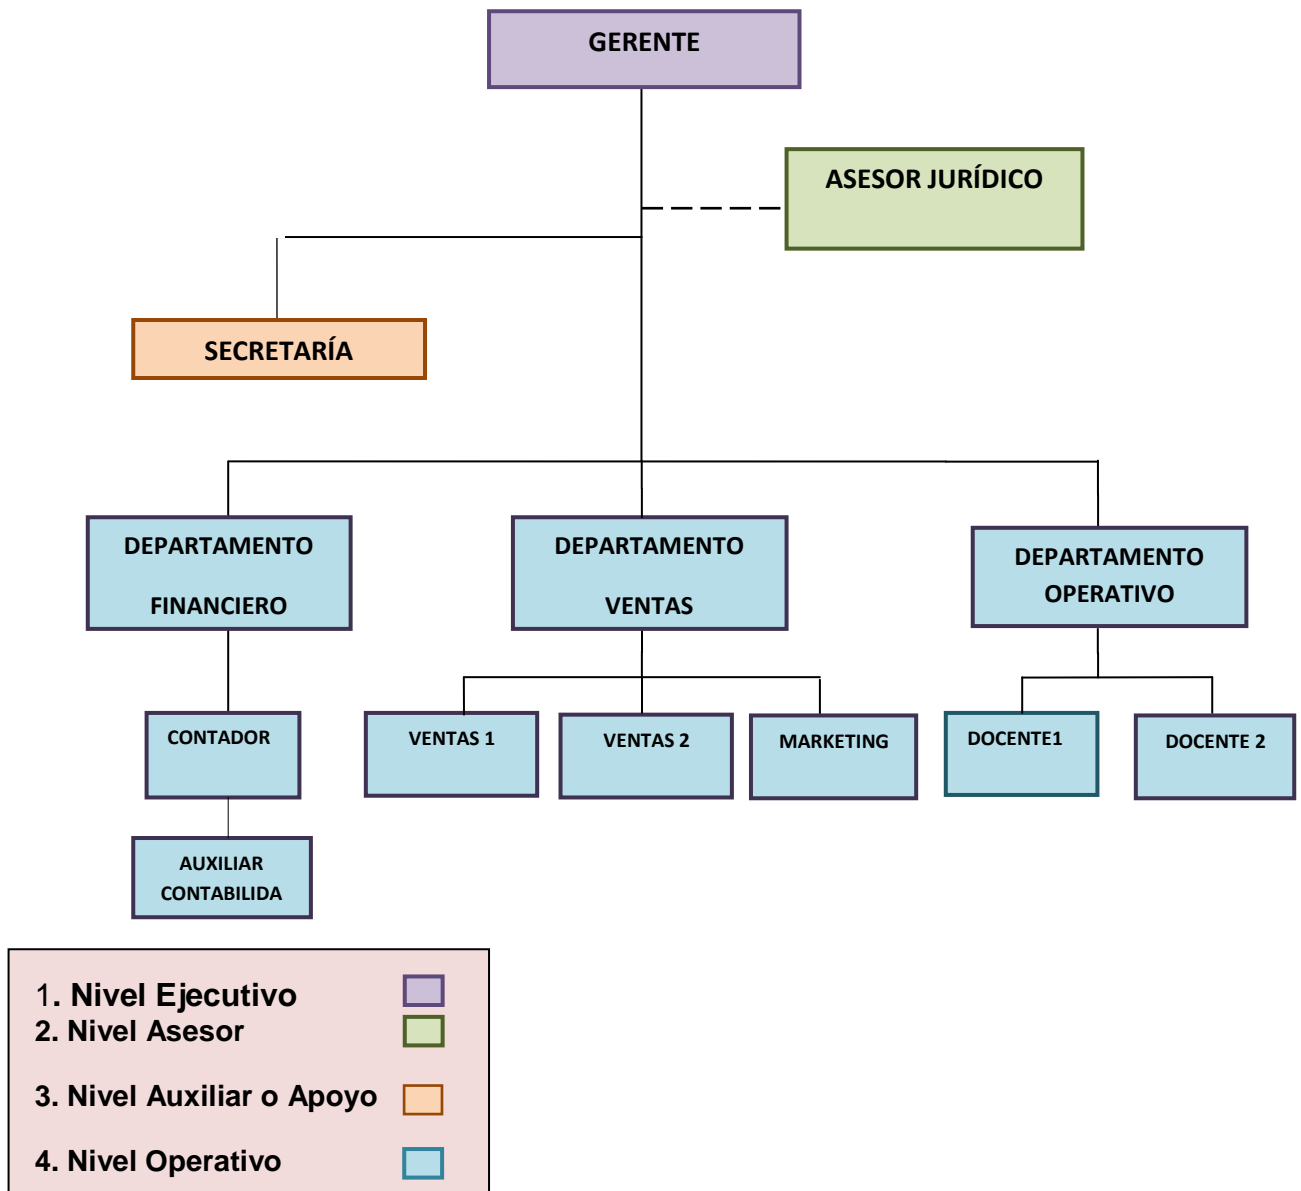 GERENTE
ASESOR JURÍDICO
SECRETARÍA
DEPARTAMENTO
FINANCIERO
DEPARTAMENTO
VENTAS
DEPARTAMENTO
OPERATIVO
CONTADOR
VENTAS 1
VENTAS 2
MARKETING
DOCENTE1
DOCENTE 2
AUXILIAR
CONTABILIDA
1. Nivel Ejecutivo
2. Nivel Asesor
3. Nivel Auxiliar o Apoyo
4. Nivel Operativo